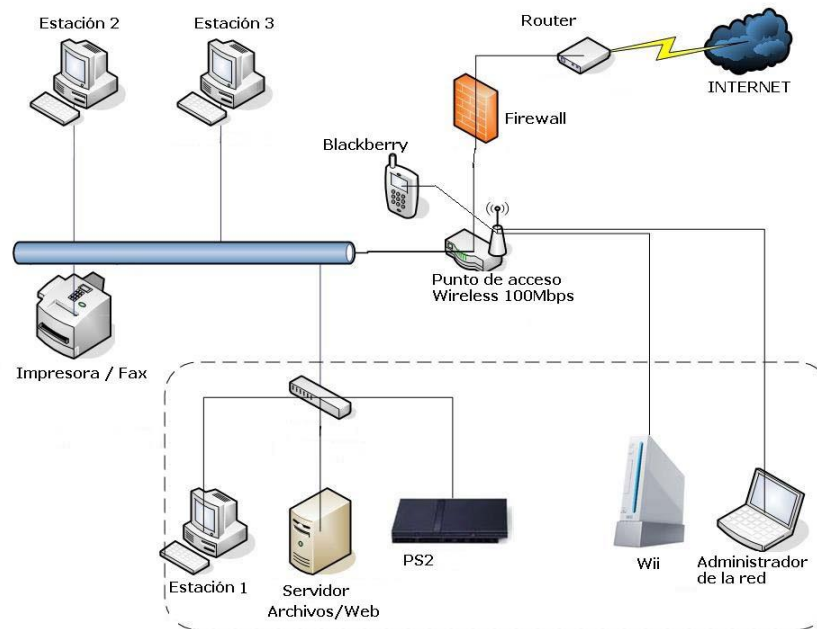 Estación 2
Estación 3
Router
INTERNET
Firewall
Blackberry
Punto de acceso
Wireless 100Mbps
Impresora / Fax
Estación 1
Servidor
Archivos/Web
PS2
Wii
Administrador
de la red